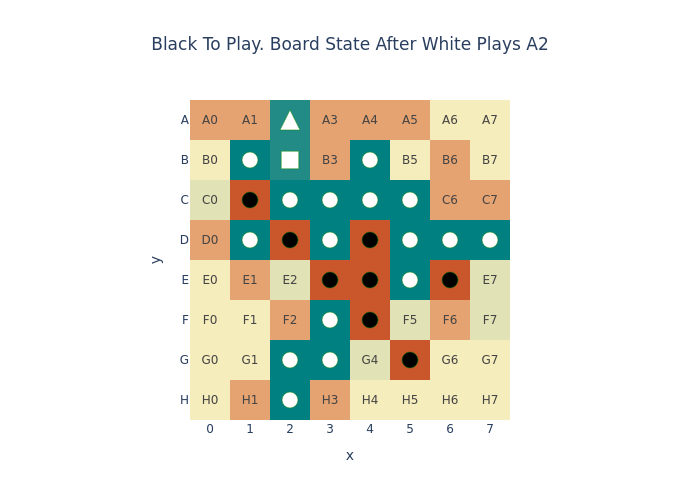 Black To Play. Board State After White Plays A2
A A0 A1 A3 A4 A5 A6 A7
B B0 B3 B5 B6 B7
C C0 C6 C7
D D0
y
E E0 E1 E2 E7
F F0 F1 F2 F5 F6 F7
G G0 G1 G4 G6 G7
H H0 H1 H3 H4 H5 H6 H7
0 1 2 3 4 5 6 7
x